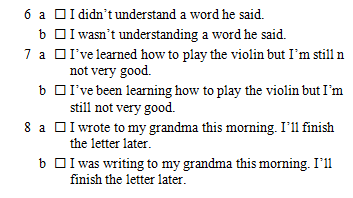 6 a □ I didn't understand a word he said.
b □ I wasn't understanding a word he said.
7 a □ I've learned how to play the violin but I'm still n
not very good.
b □ I've been learning how to play the violin but I'm
still not very good.
8 a □ I wrote to my grandma this morning. I'll finish
the letter later.
b □ I was writing to my grandma this morning. I'll
finish the letter later.